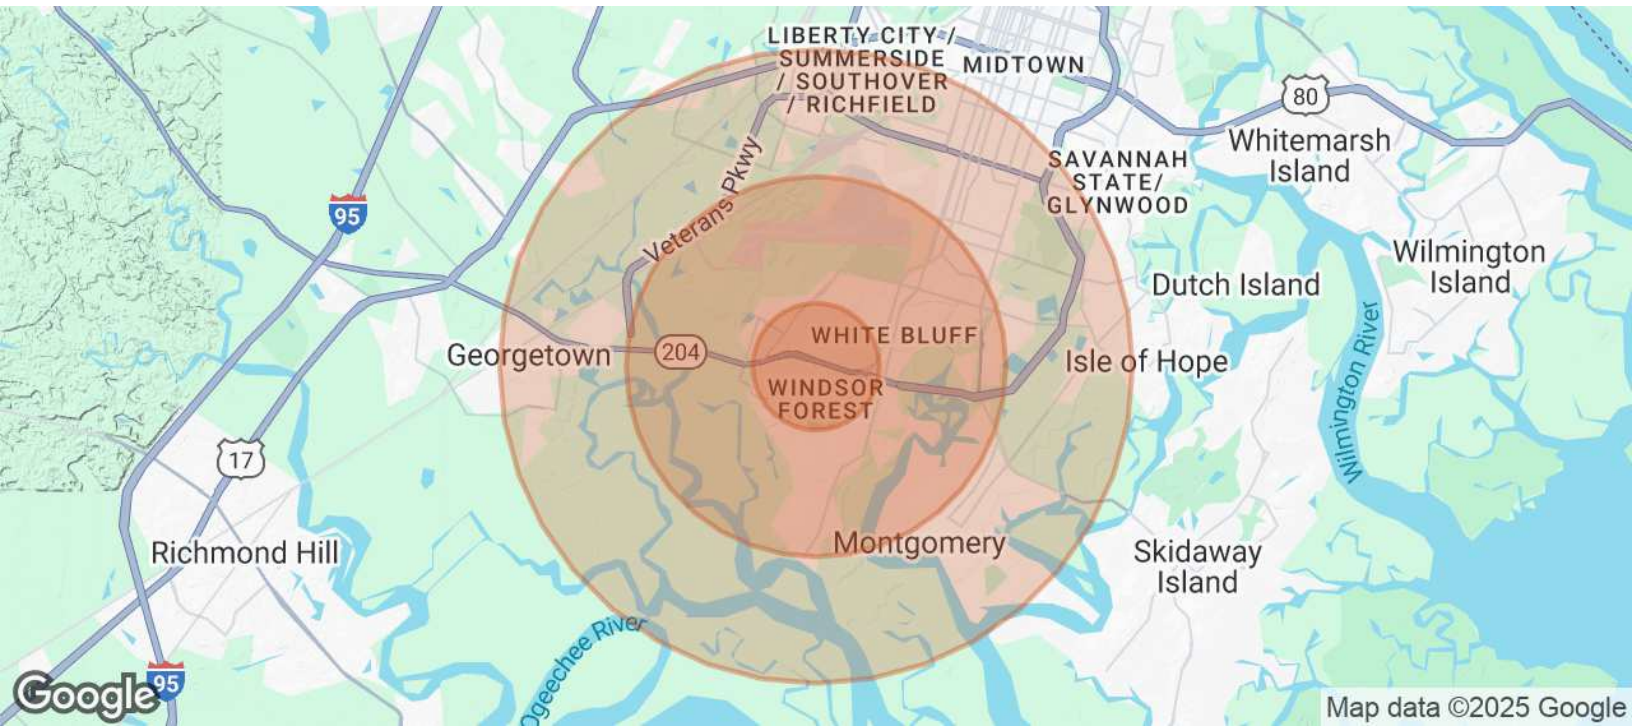 LIBERTY CITY /
SUMMERSIDE
/ SOUTHOVER
/ RICHFIELD
MIDTOWN
80
Whitemarsh
Island
SAVANNAH
STATE/
GLYNWOOD
95
Veterans Pkwy
Wilmington
Island
Dutch Island
WHITE BLUFF
Georgetown
204
Isle of Hope
WINDSOR
FOREST
Wilmington River
17
Richmond Hill
Montgomery
Skidaway
Island
Ogeechee River
95
Google
Map data ©2025 Google